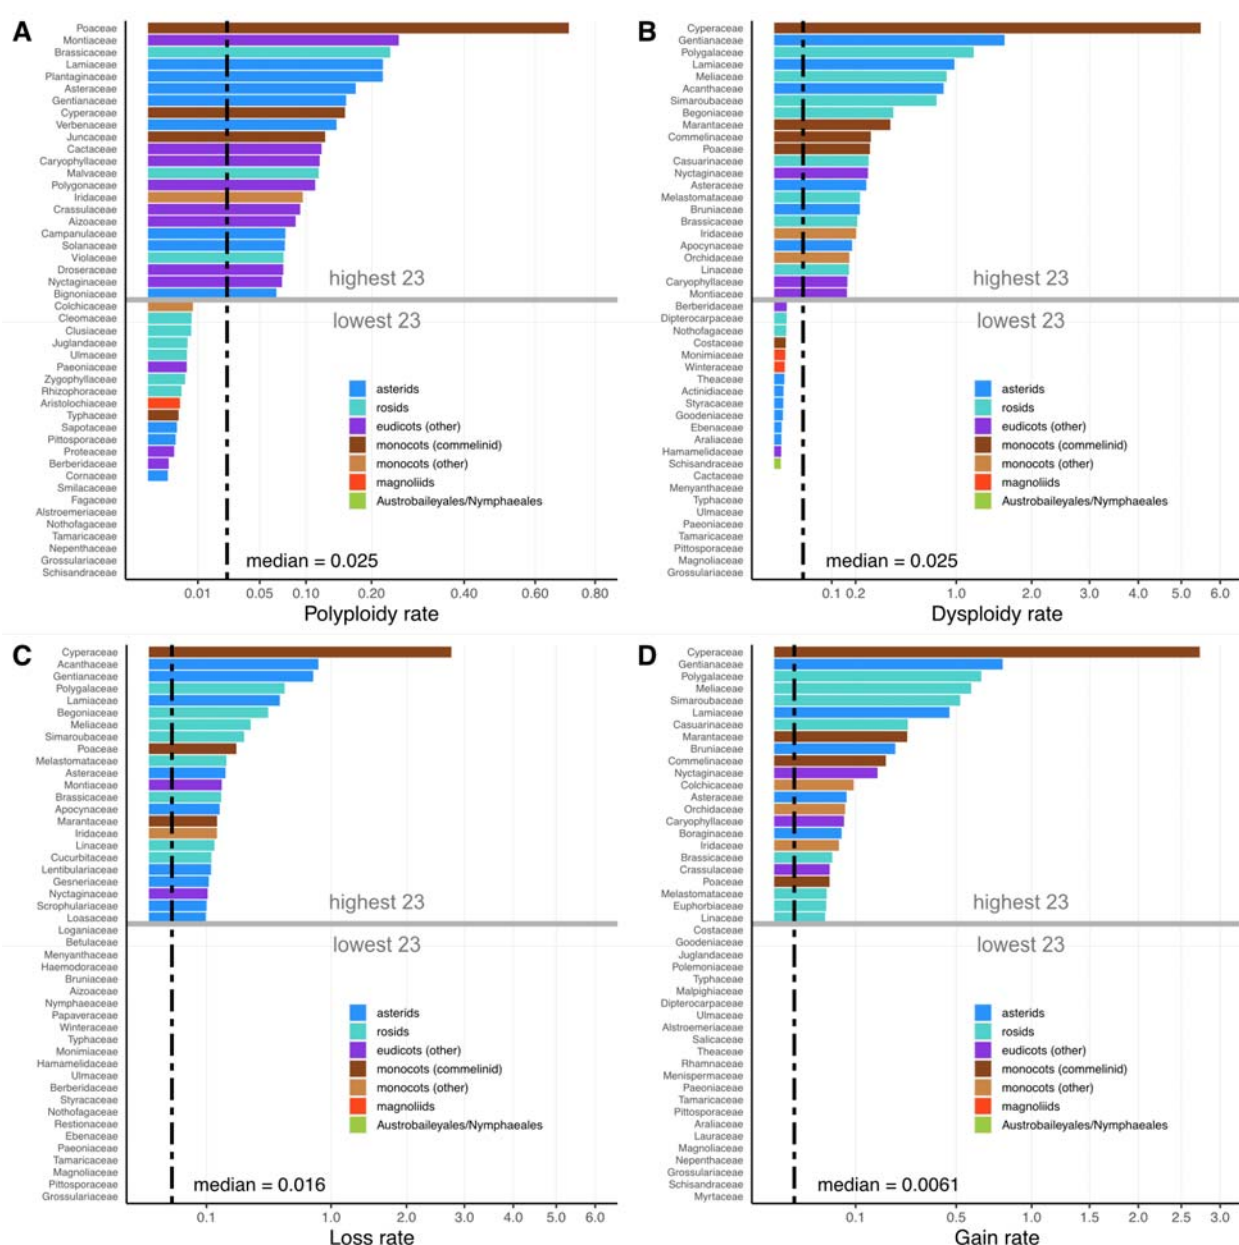 A
Poaceae
Montiaceae
Brassicaceae
Lamiaceae
Plantaginaceae
Asteraceae
Gentianaceae
Cyperaceae
Verbenaceae
Juncaceae
Cactaceae
Caryophyllaceae
Malvaceae
Polygonaceae
Iridaceae
Crassulaceae
Aizoaceae
Campanulaceae
Solanaceae
Violaceae
Droseraceae
Nyctaginaceae
Bignoniaceae
highest 23
Colchicaceae
Cleomaceae
Clusiaceae
Juglandaceae
Ulmaceae
Paeoniaceae
Zygophyllaceae
Rhizophoraceae
Aristolochiaceae
Typhaceae
Sapotaceae
Pittosporaceae
Proteaceae
Berberidaceae
Cornaceae
Smilacaceae
Fagaceae
Alstroemeriaceae
Nothofagaceae
Tamaricaceae
Nepenthaceae
Grossulariaceae
Schisandraceae
lowest 23
asterids
rosids
eudicots (other)
monocots (commelinid)
monocots (other)
magnoliids
Austrobaileyales/Nymphaeales
median = 0.025
0.01 0.05 0.10 0.20 0.40 0.60 0.80
Polyploidy rate
B
Cyperaceae
Gentianaceae
Polygalaceae
Lamiaceae
Meliaceae
Acanthaceae
Simaroubaceae
Begoniaceae
Marantaceae
Commelinaceae
Poaceae
Casuarinaceae
Nyctaginaceae
Asteraceae
Melastomataceae
Bruniaceae
Brassicaceae
Iridaceae
Apocynaceae
Orchidaceae
Linaceae
Caryophyllaceae
Montiaceae
highest 23
Berberidaceae
Dipterocarpaceae
Nothofagaceae
Costaceae
Monimiaceae
Winteraceae
Theaceae
Actinidiaceae
Styracaceae
Goodeniaceae
Ebenaceae
Araliaceae
Hamamelidaceae
Schisandraceae
Cactaceae
Menyanthaceae
Typhaceae
Ulmaceae
Paeoniaceae
Tamaricaceae
Pittosporaceae
Magnoliaceae
Grossulariaceae
lowest 23
asterids
rosids
eudicots (other)
monocots (commelinid)
monocots (other)
magnoliids
Austrobaileyales/Nymphaeales
median = 0.025
0.1 0.2 1.0 2.0 3.0 4.0 5.0 6.0
Dysploidy rate
C
Cyperaceae
Acanthaceae
Gentianaceae
Polygalaceae
Lamiaceae
Begoniaceae
Meliaceae
Simaroubaceae
Poaceae
Melastomataceae
Asteraceae
Montiaceae
Brassicaceae
Apocynaceae
Marantaceae
Iridaceae
Linaceae
Cucurbitaceae
Lentibulariaceae
Gesneriaceae
Nyctaginaceae
Scrophulariaceae
Loasaceae
highest 23
Loganiaceae
Betulaceae
Menyanthaceae
Haemodoraceae
Bruniaceae
Aizoaceae
Nymphaeaceae
Papaveraceae
Winteraceae
Typhaceae
Monimiaceae
Hamamelidaceae
Ulmaceae
Berberidaceae
Styracaceae
Nothofagaceae
Restionaceae
Ebenaceae
Paeoniaceae
Tamaricaceae
Magnoliaceae
Pittosporaceae
Grossulariaceae
lowest 23
asterids
rosids
eudicots (other)
monocots (commelinid)
monocots (other)
magnoliids
Austrobaileyales/Nymphaeales
median = 0.016
0.1 1.0 2.0 3.0 4.0 5.0 6.0
Loss rate
D
Cyperaceae
Gentianaceae
Polygalaceae
Meliaceae
Simaroubaceae
Lamiaceae
Casuarinaceae
Marantaceae
Bruniaceae
Commelinaceae
Nyctaginaceae
Colchicaceae
Asteraceae
Orchidaceae
Caryophyllaceae
Boraginaceae
Iridaceae
Brassicaceae
Crassulaceae
Poaceae
Melastomataceae
Euphorbiaceae
Linaceae
highest 23
Costaceae
Goodeniaceae
Juglandaceae
Polemoniaceae
Typhaceae
Malpighiaceae
Dipterocarpaceae
Ulmaceae
Alstroemeriaceae
Salicaceae
Theaceae
Rhamnaceae
Menispermaceae
Paeoniaceae
Tamaricaceae
Pittosporaceae
Araliaceae
Lauraceae
Magnoliaceae
Nepenthaceae
Grossulariaceae
Schisandraceae
Myrtaceae
lowest 23
asterids
rosids
eudicots (other)
monocots (commelinid)
monocots (other)
magnoliids
Austrobaileyales/Nymphaeales
median = 0.0061
0.1 0.5 1.0 1.5 2.0 2.5 3.0
Gain rate